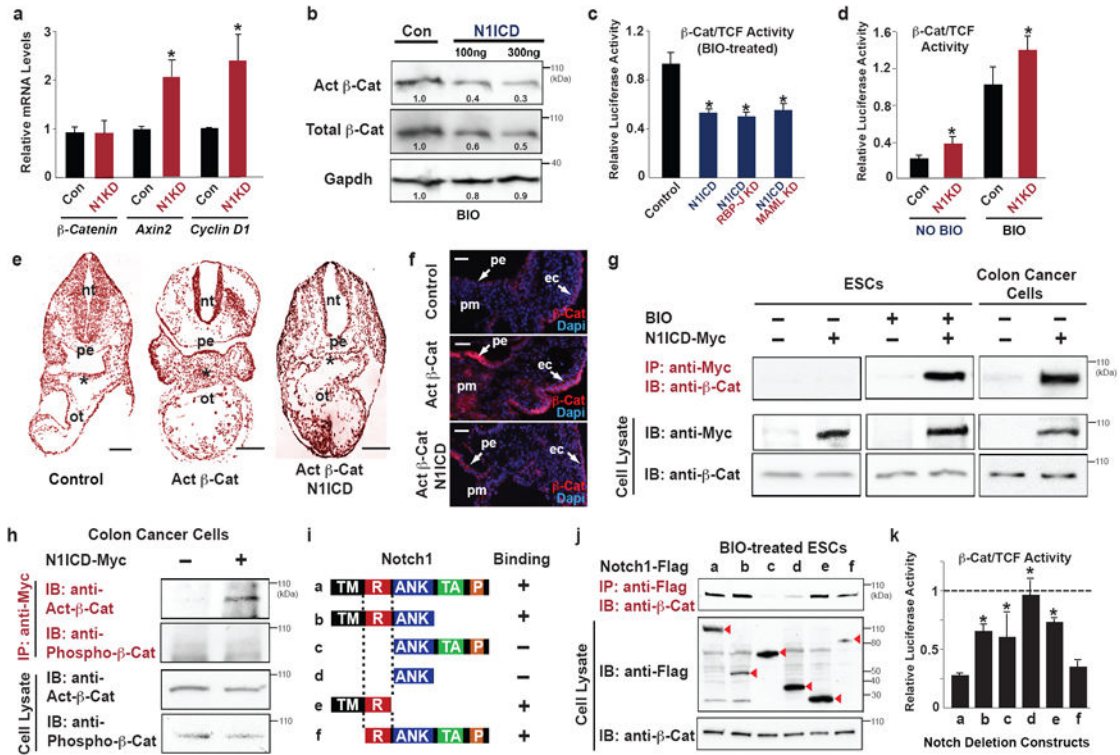 a
Relative mRNA Levels
3
2
1
0
*
*
Con
N1KD
Con
N1KD
Con
N1KD
β-Catenin
Axin2
Cyclin D1
b
Con
N1ICD
100ng
300ng
110
(kDa)
Act β-Cat
1.0
0.4
0.3
110
Total β-Cat
1.0
0.6
0.5
40
Gapdh
1.0
0.8
0.9
BIO
c
β-Cat/TCF Activity
(BIO-treated)
Relative Luciferase Activity
1.2
0.8
0.4
0
*
*
*
Control
N1ICD
N1ICD
RBP-J KD
N1ICD
MAML KD
d
β-Cat/TCF
Activity
Relative Luciferase Activity
1.6
1.2
0.8
0.4
0
*
*
Con
N1KD
Con
N1KD
NO BIO
BIO
e
nt
pe
*
ot
Control
nt
pe
*
ot
Act β-Cat
nt
pe
*
ot
Act β-Cat
N1ICD
f
Control
pe
ec
pm
β-Cat
Dapi
Act β-Cat
pe
ec
pm
β-Cat
Dapi
Act β-Cat
N1ICD
pe
ec
pm
β-Cat
Dapi
g
ESCs
Colon Cancer
Cells
BIO
– – + +
N1ICD-Myc
– + – + – +
IP: anti-Myc
IB: anti-β-Cat
110
(kDa)
Cell Lysate
IB: anti-Myc
110
IB: anti-β-Cat
110
h
Colon Cancer Cells
N1ICD-Myc
– +
IP: anti-Myc
IB: anti-
Act-β-Cat
110
(kDa)
IB: anti-
Phospho-β-Cat
Cell Lysate
IB: anti-
Act-β-Cat
110
IB: anti-
Phospho-β-Cat
110
i
Notch1
Binding
a TM R ANK TA P +
b TM R ANK +
c ANK TA P –
d ANK –
e TM R +
f R ANK TA P +
j
BIO-treated ESCs
Notch1-Flag
a b c d e f
IP: anti-Flag
IB: anti-β-Cat
110
(kDa)
Cell Lysate
IB: anti-Flag
110
80
50
40
30
IB: anti-β-Cat
110
k
β-Cat/TCF Activity
Relative Luciferase Activity
1.2
0.9
0.6
0.3
0
*
*
*
*
a b c d e f
Notch Deletion Constructs